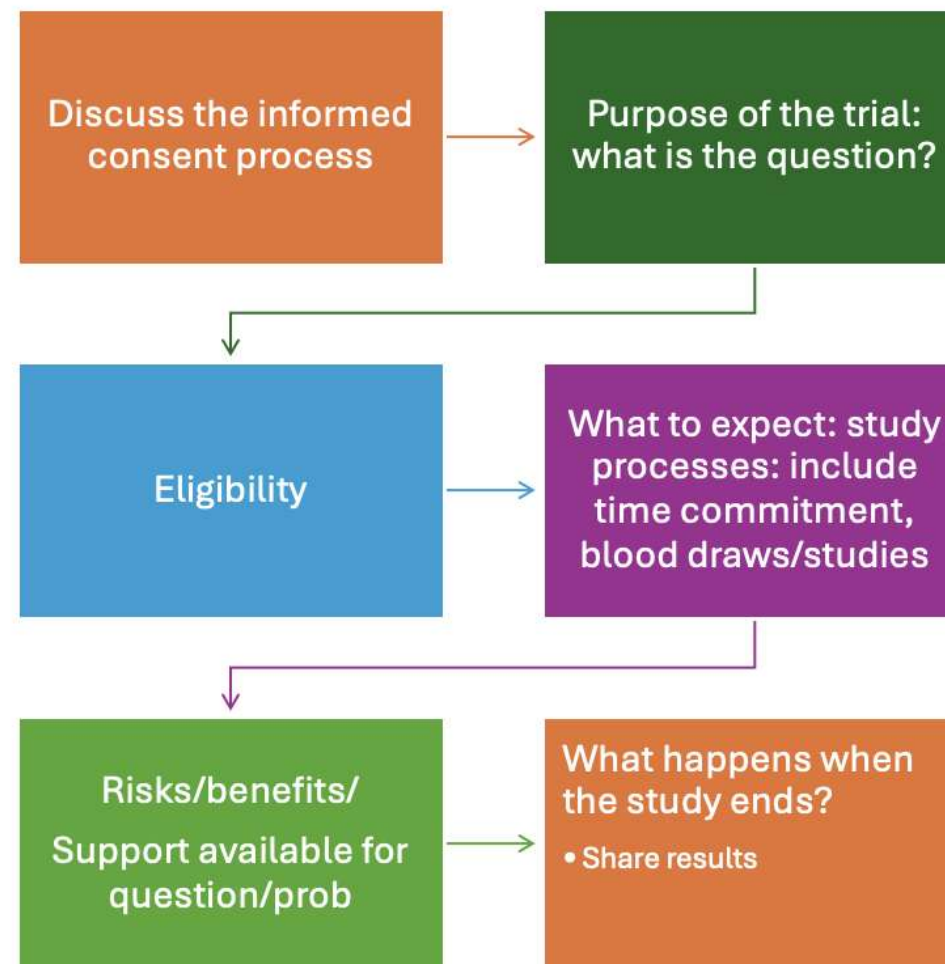 Discuss the informed
consent process
Purpose of the trial:
what is the question?
Eligibility
What to expect: study
processes: include
time commitment,
blood draws/studies
Risks/benefits/
Support available for
question/prob
What happens when
the study ends?
• Share results